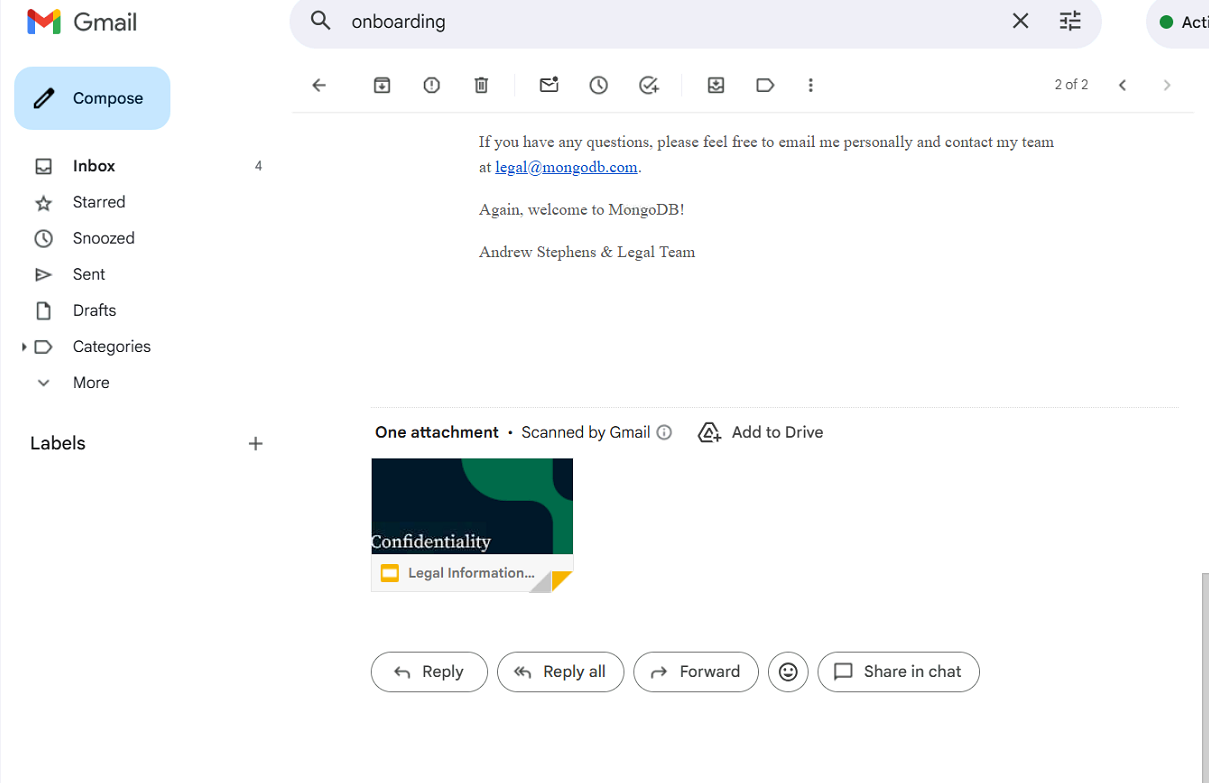 Gmail
onboarding
Acti
Compose
2 of 2
Inbox 4
Starred
Snoozed
Sent
Drafts
Categories
More
Labels
If you have any questions, please feel free to email me personally and contact my team
at legal@mongodb.com.
Again, welcome to MongoDB!
Andrew Stephens & Legal Team
One attachment • Scanned by Gmail
Add to Drive
Confidentiality
Legal Information...
Reply
Reply all
Forward
Share in chat